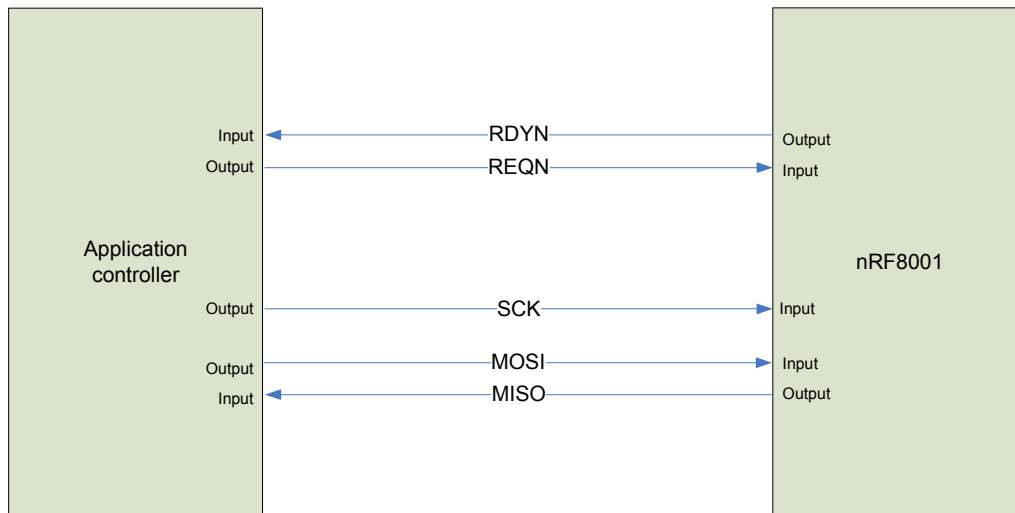 Input
RDYN
Output
Output
REQN
Input
Application
controller
nRF8001
Output
SCK
Input
Output
MOSI
Input
Input
MISO
Output